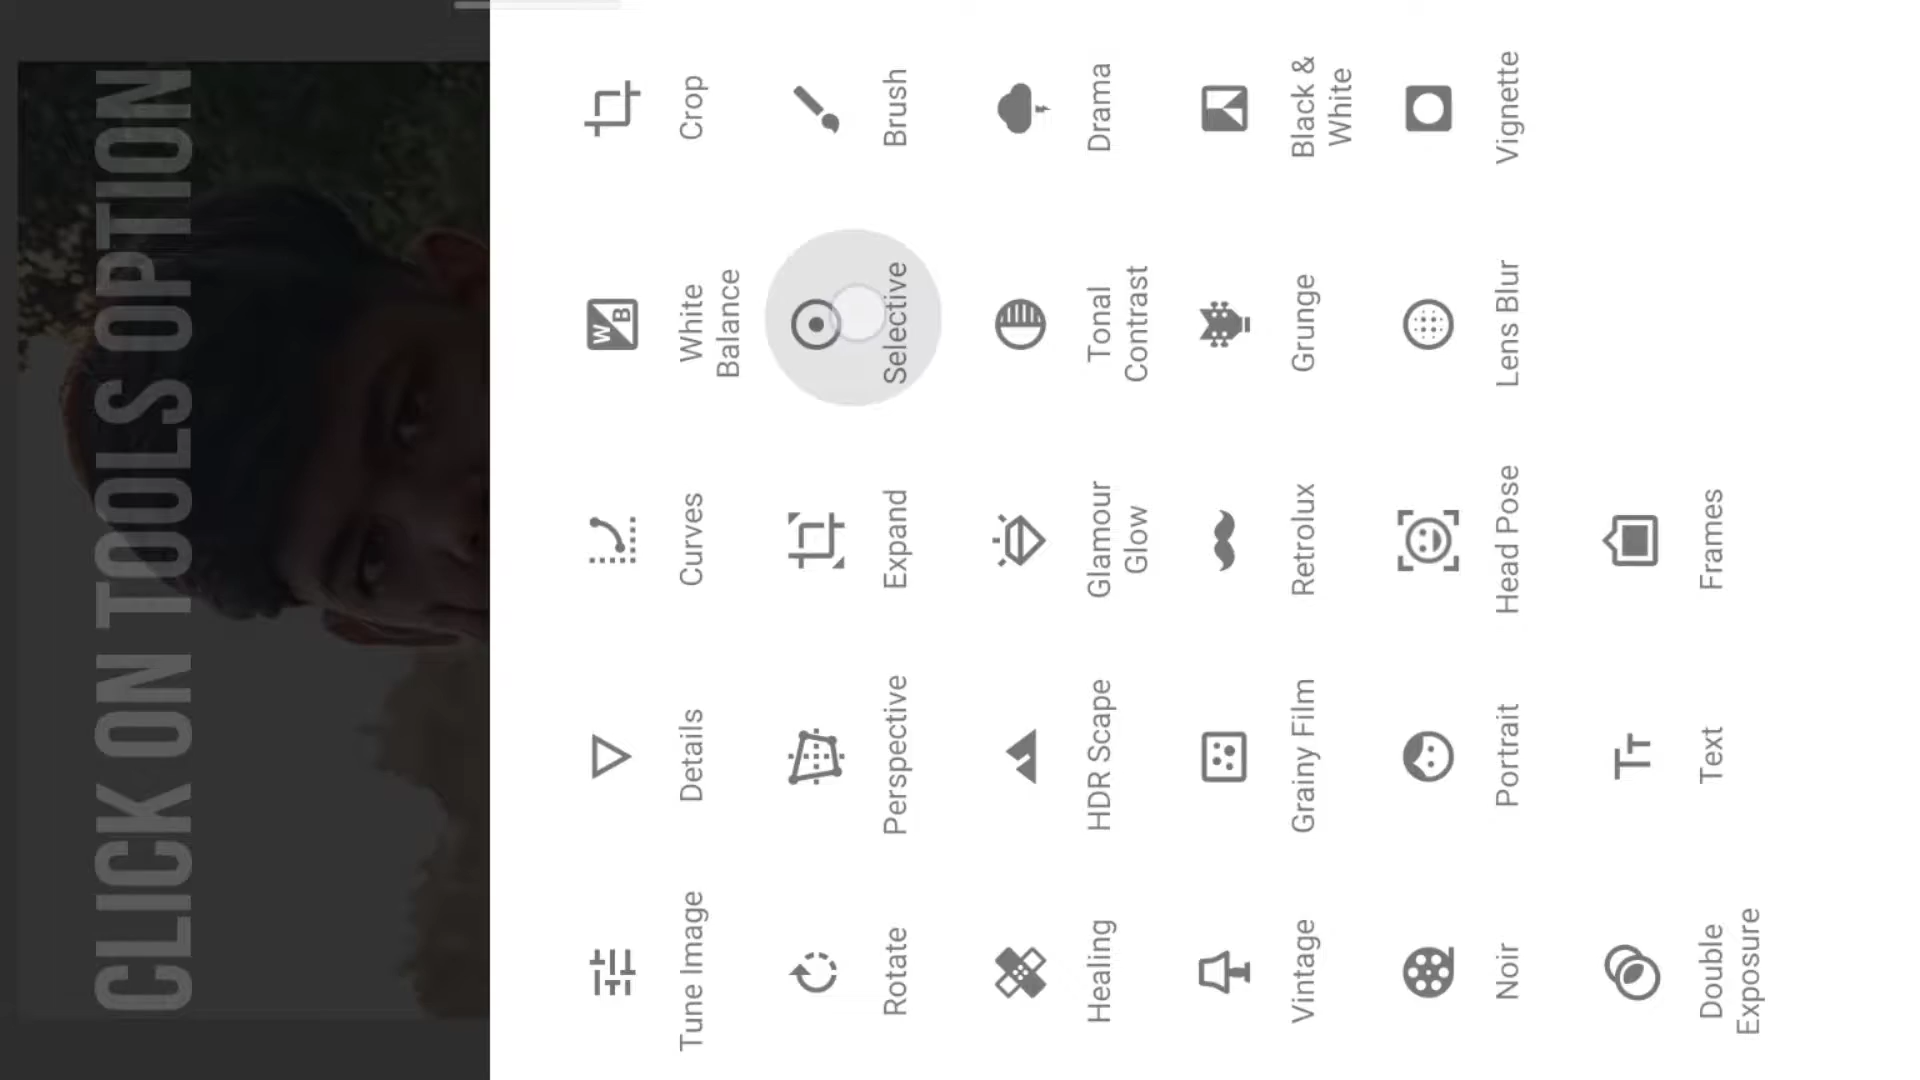 CLICK ON TOOLS OPTION
Tune Image
Details
Curves
White
Balance
Crop
Rotate
Perspective
Expand
Selective
Brush
Healing
HDR Scape
Glamour
Glow
Tonal
Contrast
Drama
Vintage
Grainy Film
Retrolux
Grunge
Black &
White
Noir
Portrait
Head Pose
Lens Blur
Vignette
Double
Exposure
Text
Frames